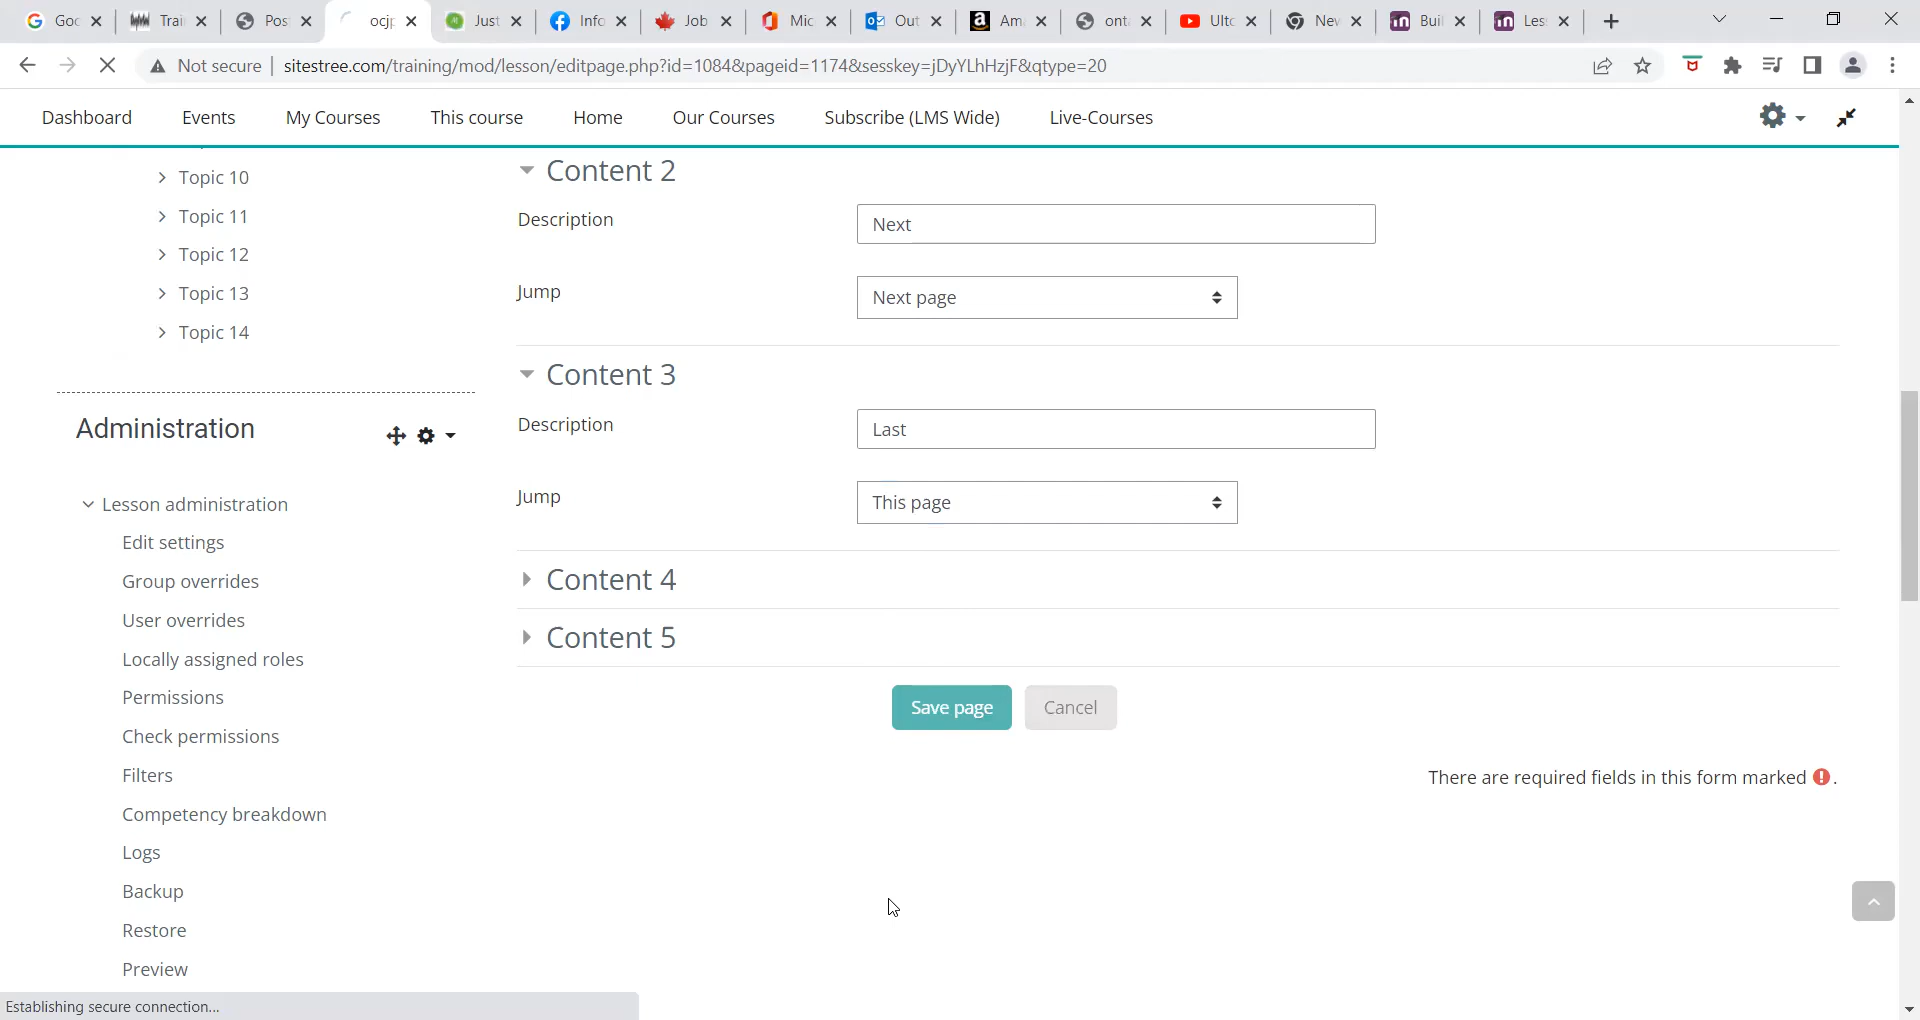 Goc
Trai
Pos
ocjp
Just
Info
Job
Mic
Out
Am
ont
Ultc
Nev
Buil
Les
Not secure
sitestree.com/training/mod/lesson/editpage.php?id=1084&pageid=1174&sesskey=jDyYLhHzjF&qtype=20
Dashboard
Events
My Courses
This course
Home
Our Courses
Subscribe (LMS Wide)
Live-Courses
Topic 10
Topic 11
Topic 12
Topic 13
Topic 14
Administration
Lesson administration
Edit settings
Group overrides
User overrides
Locally assigned roles
Permissions
Check permissions
Filters
Competency breakdown
Logs
Backup
Restore
Preview
Content 2
Description
Next
Jump
Next page
Content 3
Description
Last
Jump
This page
Content 4
Content 5
Save page
Cancel
There are required fields in this form marked
.
Establishing secure connection...